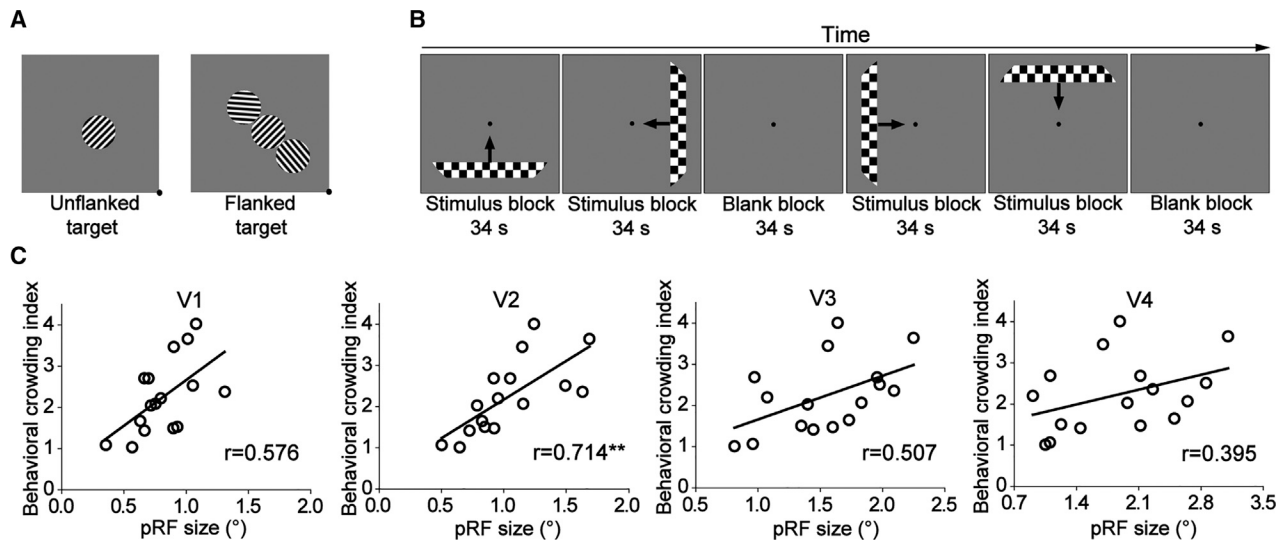 A
Unflanked
target
Flanked
target
B
Time
Stimulus block
34 s
Stimulus block
34 s
Blank block
34 s
Stimulus block
34 s
Stimulus block
34 s
Blank block
34 s
C
V1
Behavioral crowding index
4
3
2
1
0
0.0 0.5 1.0 1.5 2.0
pRF size (°)
r=0.576
V2
Behavioral crowding index
4
3
2
1
0
0.0 0.5 1.0 1.5 2.0
pRF size (°)
r=0.714**
V3
Behavioral crowding index
4
3
2
1
0
0.5 1.0 1.5 2.0 2.5
pRF size (°)
r=0.507
V4
Behavioral crowding index
4
3
2
1
0
0.7 1.4 2.1 2.8 3.5
pRF size (°)
r=0.395